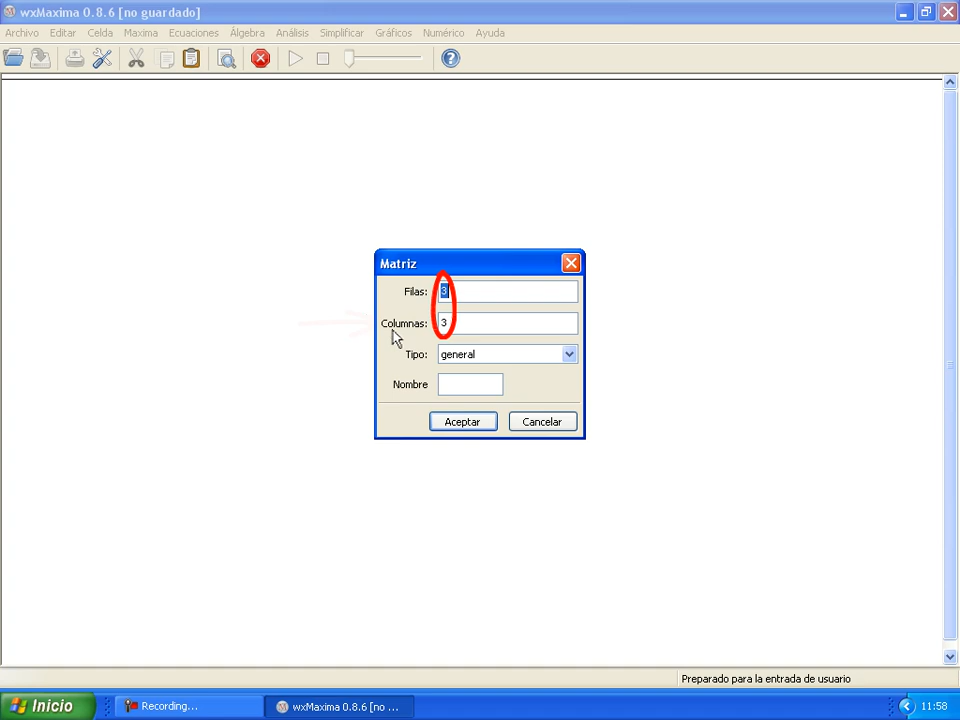 wxMaxima 0.8.6 [no guardado]
Archivo Editar Celda Maxima Ecuaciones Álgebra Análisis Simplificar Gráficos Numérico Ayuda
Matriz
Filas: 3
Columnas: 3
Tipo: general
Nombre
Aceptar Cancelar
Preparado para la entrada de usuario
Inicio Recording... wxMaxima 0.8.6 [no ... 11:58